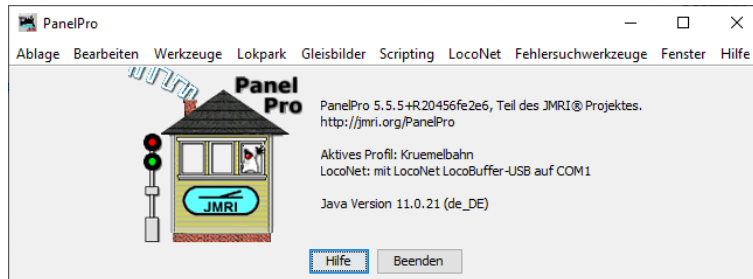 PanelPro
Ablage Bearbeiten Werkzeuge Lokpark Gleisbilder Scripting LocoNet Fehlersuchwerkzeuge Fenster Hilfe
Panel
Pro
PanelPro 5.5.5+R20456fe2e6, Teil des JMRI® Projektes.
http://jmri.org/PanelPro
Aktives Profil: Kruemelbahn
LocoNet: mit LocoNet LocoBuffer-USB auf COM1
JMRI
Java Version 11.0.21 (de_DE)
Hilfe Beenden